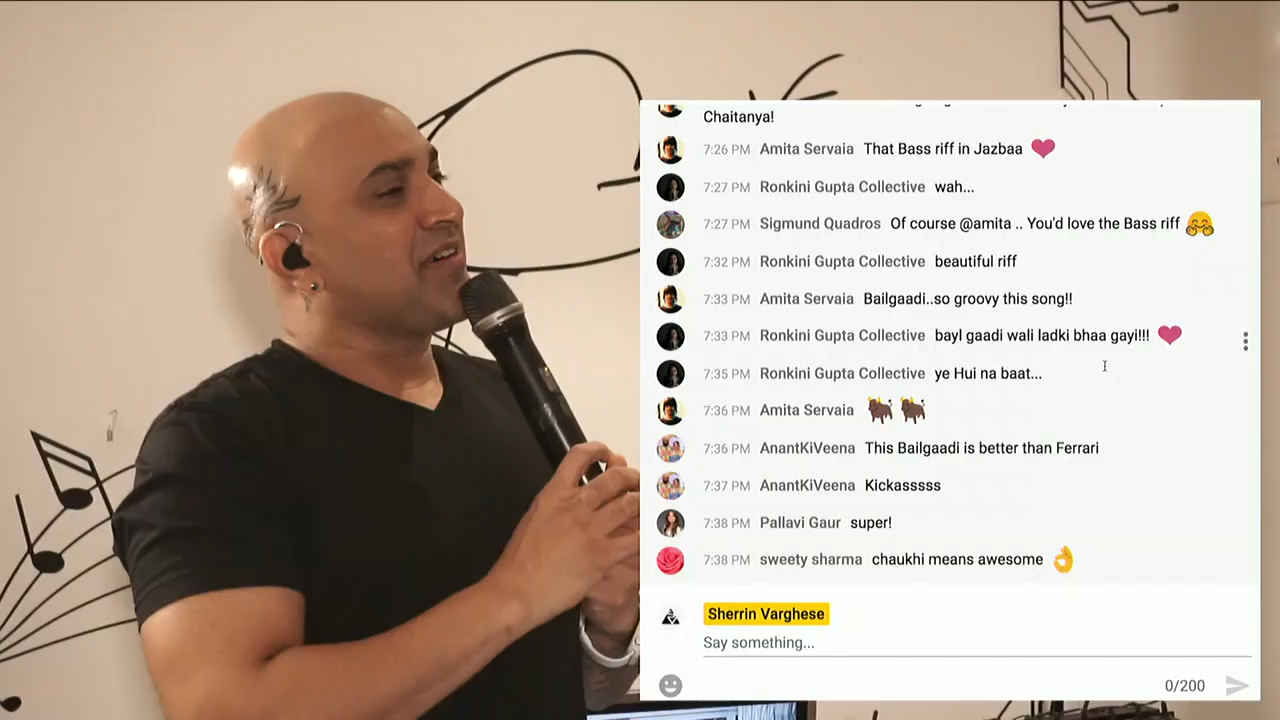 Chaitanya!
7:26 PM Amita Servaia That Bass riff in Jazbaa
7:27 PM Ronkini Gupta Collective wah...
7:27 PM Sigmund Quadros Of course @amita .. You'd love the Bass riff
7:32 PM Ronkini Gupta Collective beautiful riff
7:33 PM Amita Servaia Bailgaadi..so groovy this song!!
7:33 PM Ronkini Gupta Collective bayl gaadi wali ladki bhaa gayi!!!
7:35 PM Ronkini Gupta Collective ye Hui na baat...
7:36 PM Amita Servaia
7:36 PM AnantKiVeena This Bailgaadi is better than Ferrari
7:37 PM AnantKiVeena Kickasssss
7:38 PM Pallavi Gaur super!
7:38 PM sweety sharma chaukhi means awesome
Sherrin Varghese
Say something...
0/200